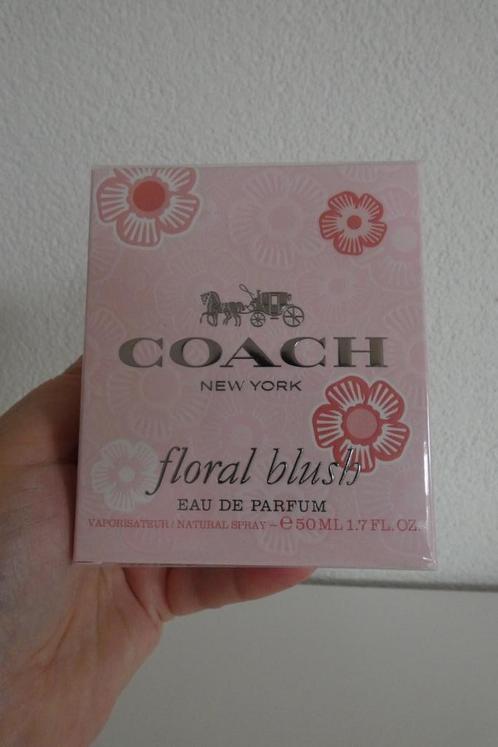 COACH
NEW YORK
floral blush
EAU DE PARFUM
VAPORISATEUR / NATURAL SPRAY ~ ℮ 50 ML 1.7 FL. OZ.